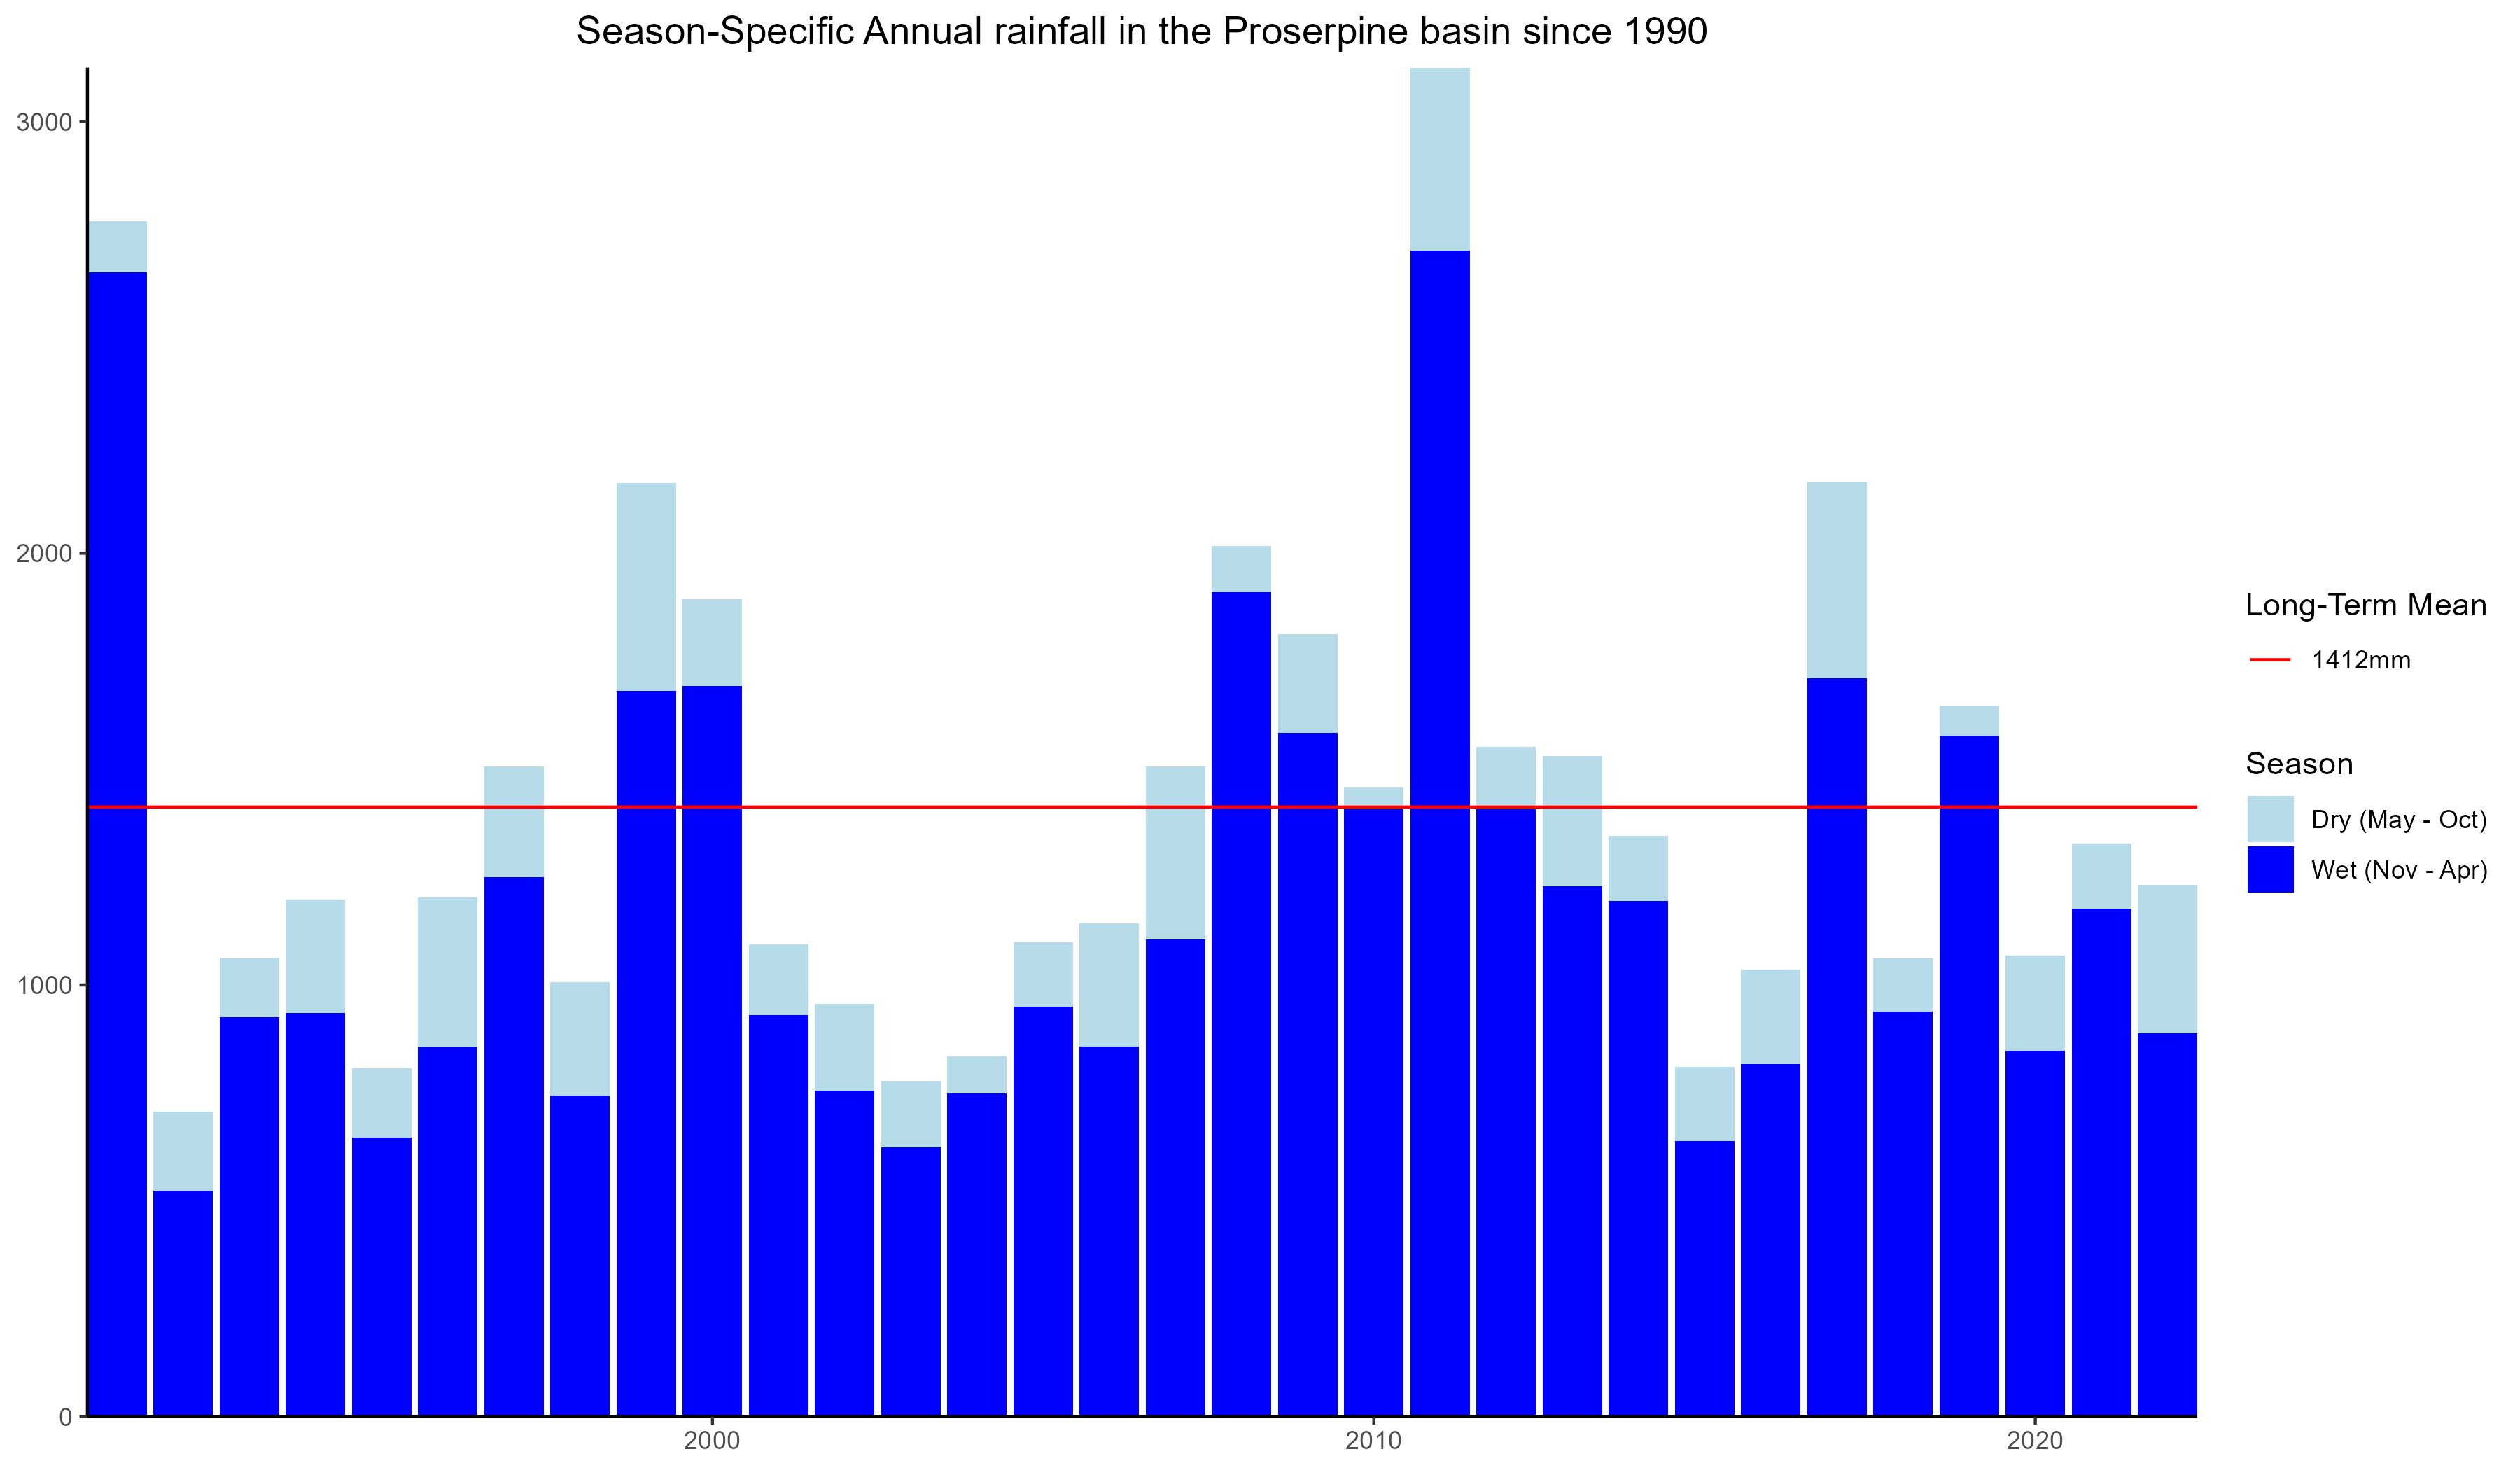 Season-Specific Annual rainfall in the Proserpine basin since 1990
3000
2000
1000
0
2000
2010
2020
Long-Term Mean
1412mm
Season
Dry (May - Oct)
Wet (Nov - Apr)